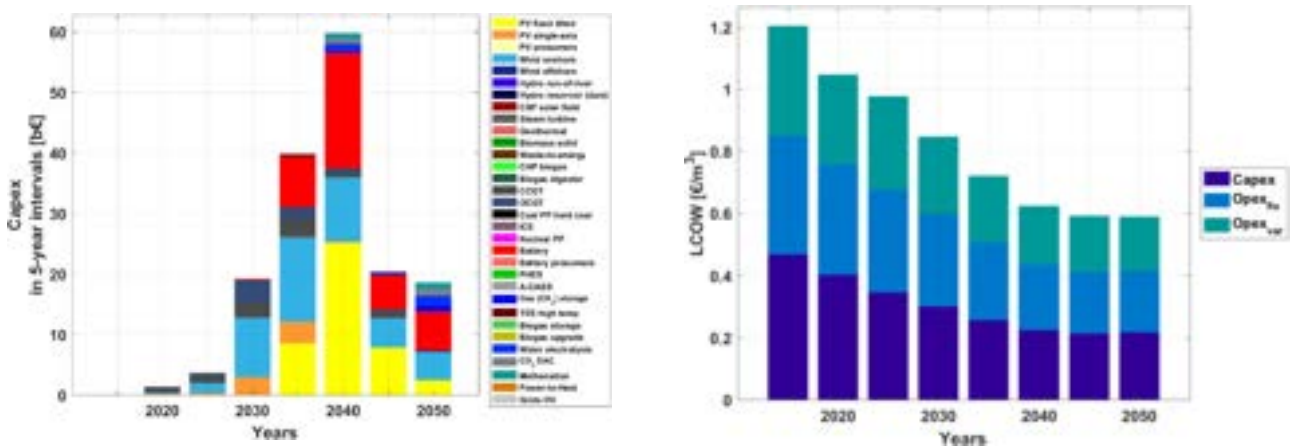 Capex
in 5-year intervals [b€]
60
50
40
30
20
10
0
2020
2030
2040
2050
Years
PV fixed tilted
PV single-axis
PV prosumers
Wind onshore
Wind offshore
Hydro run-of-river
Hydro reservoir (dam)
CSP solar field
Steam turbine
Geothermal
Biomass solid
Waste-to-energy
CHP biogas
Biogas digester
CCGT
OCGT
Coal PP hard coal
ICE
Nuclear PP
Battery
Battery prosumers
PHES
A-CAES
Gas (CH₄) storage
TES high temp
Biogas storage
Biogas upgrade
Water electrolysis
CO₂ DAC
Methanation
Power-to-Heat
LCOW [€/m³]
1.2
1
0.8
0.6
0.4
0.2
0
2020
2030
2040
2050
Years
Capex
Opex fix
Opex var